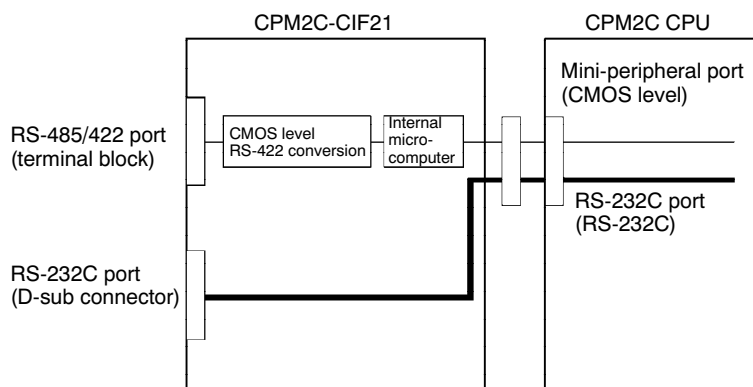 CPM2C-CIF21
CPM2C CPU
Mini-peripheral port
(CMOS level)
RS-485/422 port
(terminal block)
CMOS level
RS-422 conversion
Internal
micro-
computer
RS-232C port
(RS-232C)
RS-232C port
(D-sub connector)